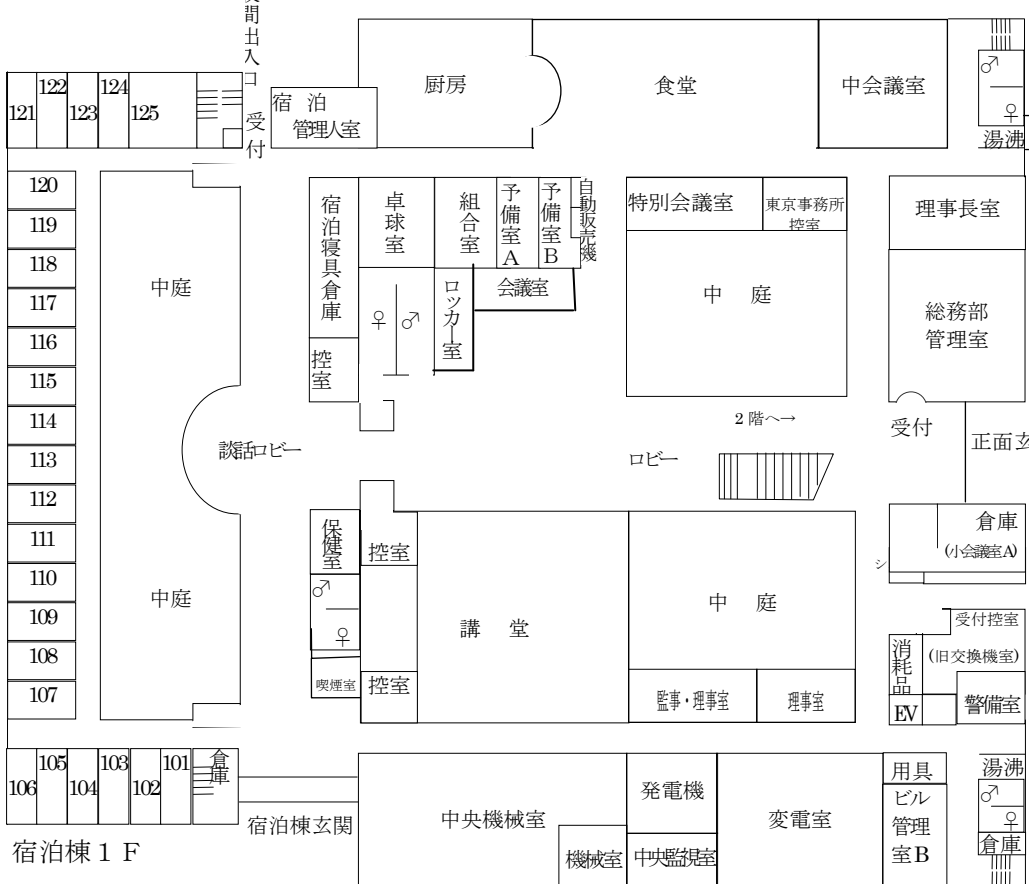 間出入口
受付
宿 泊
管理人室
厨房
食堂
中会議室
♂
♀
湯沸
121
122
123
124
125
120
119
118
117
116
115
114
113
112
111
110
109
108
107
中庭
中庭
談話ロビー
宿泊寝具倉庫
控室
卓球室
♀
♂
組合室
ロッカー室
予備室A
予備室B
自動販売機
会議室
特別会議室
東京事務所
控室
中 庭
理事長室
総務部
管理室
2階へ→
ロビー
受付
正面玄
保健室
♂
♀
喫煙室
控室
控室
講 堂
中 庭
監事・理事室
理事室
倉庫
(小会議室A)
シ
受付控室
(旧交換機室)
消耗品
EV
警備室
106
105
104
103
102
101
倉庫
宿泊棟玄関
中央機械室
機械室
発電機
中央監視室
変電室
用具
ビル
管理
室B
湯沸
♂
♀
倉庫
宿泊棟1F